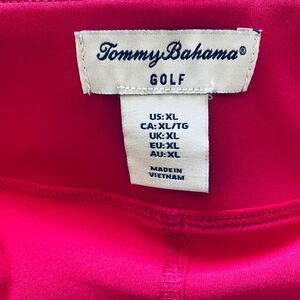 Tommy Bahama®
GOLF
US: XL
CA: XL/TG
UK: XL
EU: XL
AU: XL
MADE IN
VIETNAM